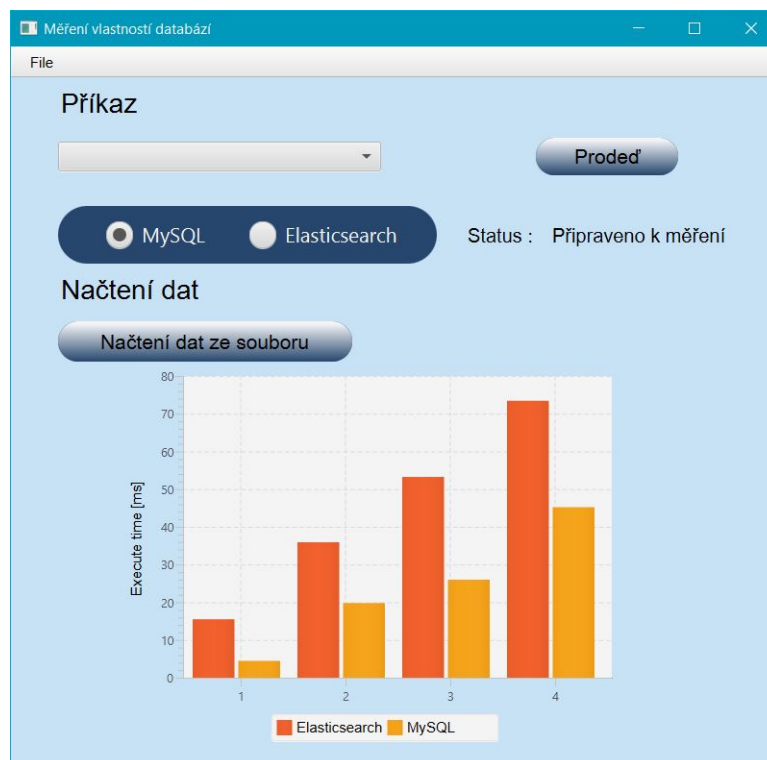 Měření vlastností databází
File
Příkaz
Prodeď
MySQL Elasticsearch Status : Připraveno k měření
Načtení dat
Načtení dat ze souboru
80
70
60
50
40
30
20
10
0
Execute time [ms]
1 2 3 4
Elasticsearch MySQL